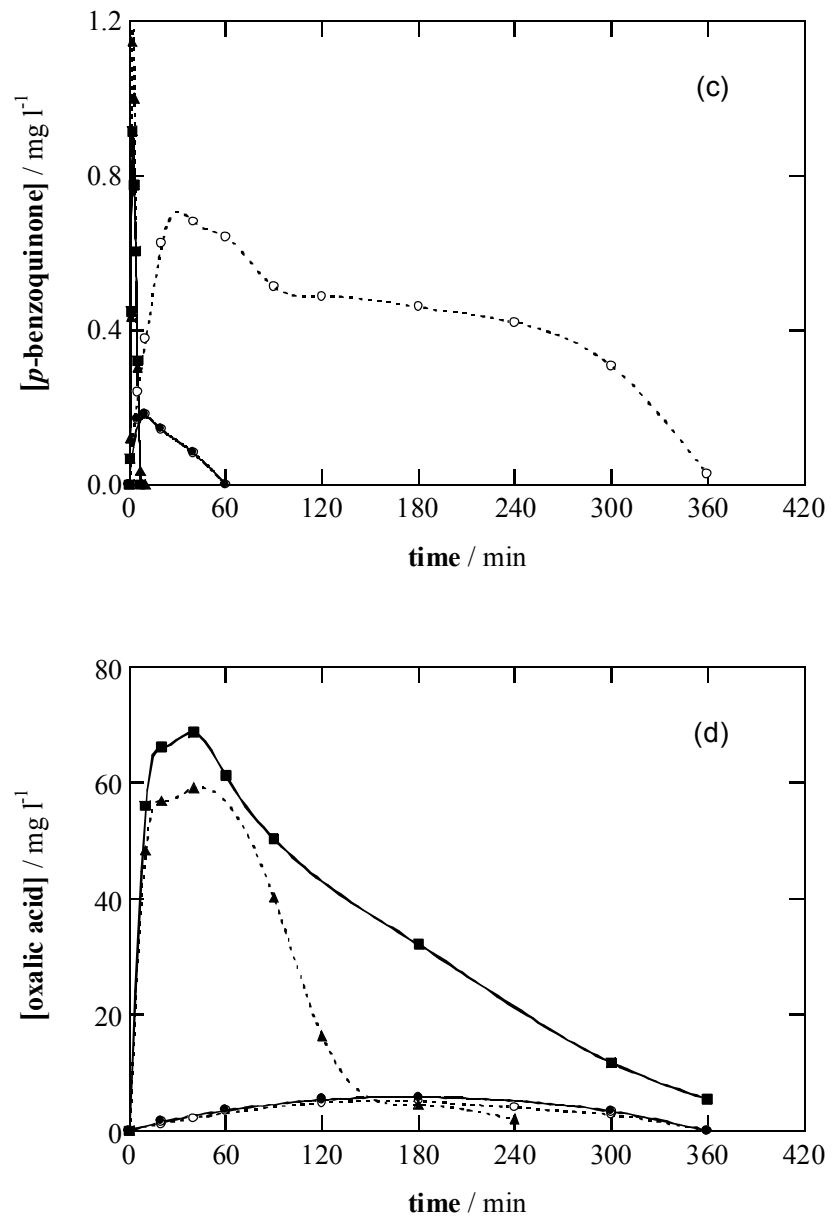 1.2
(c)
0.8
0.4
0.0
[p-benzoquinone] / mg l-1
0 60 120 180 240 300 360 420
time / min
80
(d)
60
40
20
0
[oxalic acid] / mg l-1
0 60 120 180 240 300 360 420
time / min